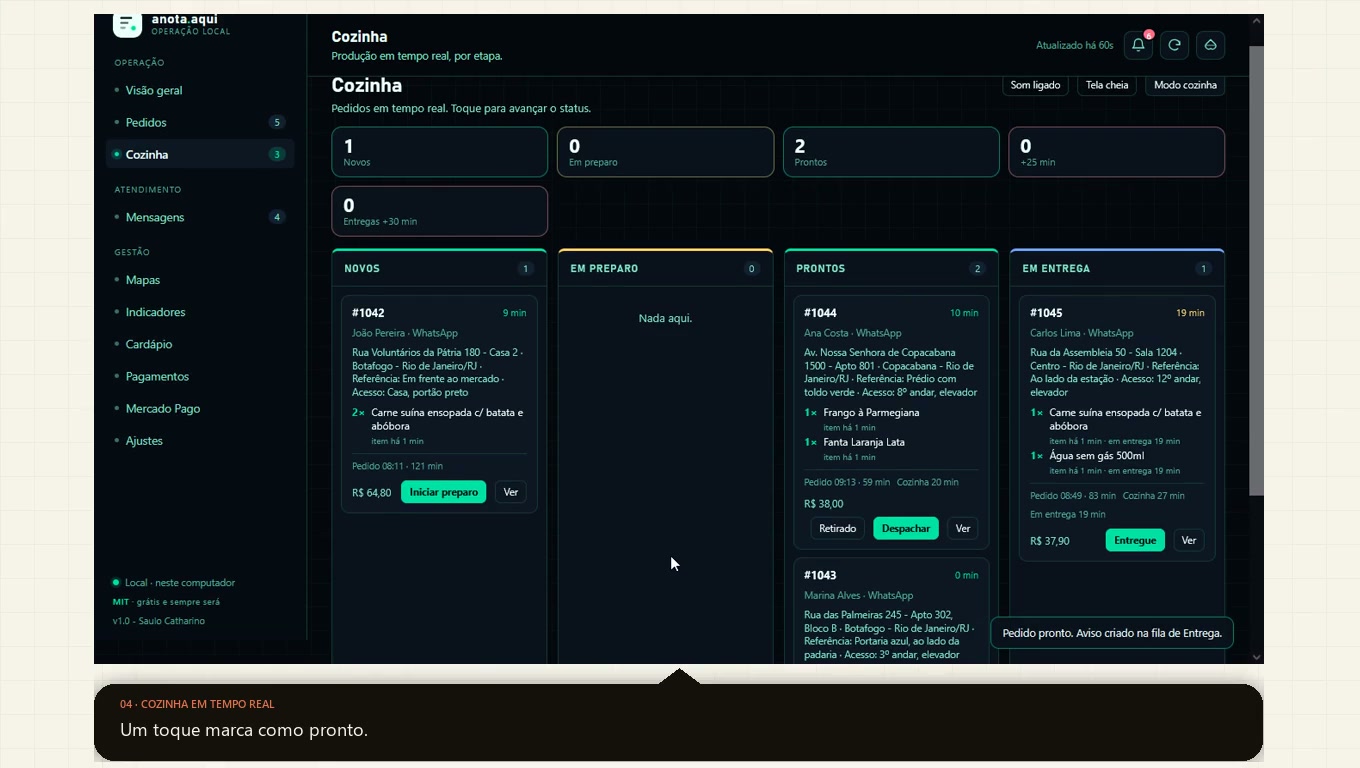 anota.aqui
OPERAÇÃO LOCAL
OPERAÇÃO
Visão geral
Pedidos 5
Cozinha 3
ATENDIMENTO
Mensagens 4
GESTÃO
Mapas
Indicadores
Cardápio
Pagamentos
Mercado Pago
Ajustes
Local · neste computador
MIT · grátis e sempre será
v1.0 - Saulo Catharino
Cozinha
Produção em tempo real, por etapa.
Atualizado há 60s
Cozinha
Pedidos em tempo real. Toque para avançar o status.
Som ligado
Tela cheia
Modo cozinha
1
Novos
0
Em preparo
2
Prontos
0
+25 min
0
Entregas +30 min
NOVOS 1
#1042 9 min
João Pereira · WhatsApp
Rua Voluntários da Pátria 180 - Casa 2 ·
Botafogo - Rio de Janeiro/RJ ·
Referência: Em frente ao mercado ·
Acesso: Casa, portão preto
2× Carne suína ensopada c/ batata e
abóbora
item há 1 min
Pedido 08:11 · 121 min
R$ 64,80 Iniciar preparo Ver
EM PREPARO 0
Nada aqui.
PRONTOS 2
#1044 10 min
Ana Costa · WhatsApp
Av. Nossa Senhora de Copacabana
1500 - Apto 801 · Copacabana - Rio de
Janeiro/RJ · Referência: Prédio com
toldo verde · Acesso: 8º andar, elevador
1× Frango à Parmegiana
item há 1 min
1× Fanta Laranja Lata
item há 1 min
Pedido 09:13 · 59 min Cozinha 20 min
R$ 38,00
Retirado Despachar Ver
#1043 0 min
Marina Alves · WhatsApp
Rua das Palmeiras 245 - Apto 302,
Bloco B · Botafogo - Rio de Janeiro/RJ ·
Referência: Portaria azul, ao lado da
padaria · Acesso: 3º andar, elevador
EM ENTREGA 1
#1045 19 min
Carlos Lima · WhatsApp
Rua da Assembleia 50 - Sala 1204 ·
Centro - Rio de Janeiro/RJ · Referência:
Ao lado da estação · Acesso: 12º andar,
elevador
1× Carne suína ensopada c/ batata e
abóbora
item há 1 min · em entrega 19 min
1× Água sem gás 500ml
item há 1 min · em entrega 19 min
Pedido 08:49 · 83 min Cozinha 27 min
Em entrega 19 min
R$ 37,90 Entregue Ver
Pedido pronto. Aviso criado na fila de Entrega.
04 · COZINHA EM TEMPO REAL
Um toque marca como pronto.